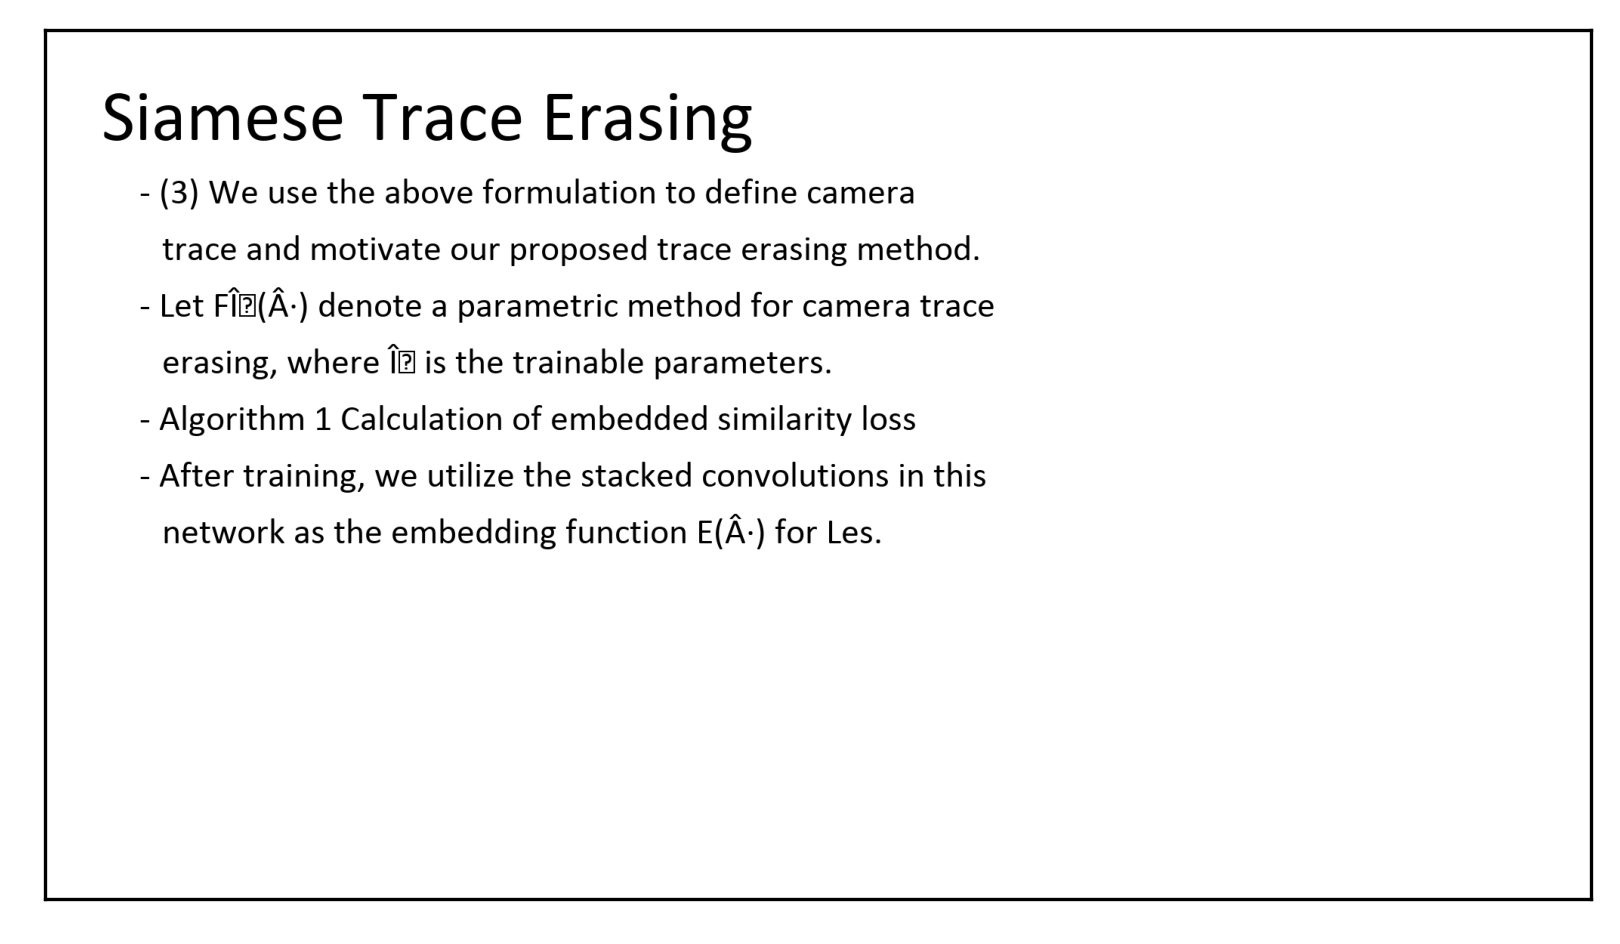 Siamese Trace Erasing
- (3) We use the above formulation to define camera
trace and motivate our proposed trace erasing method.
- Let FÎ�(Â·) denote a parametric method for camera trace
erasing, where Î� is the trainable parameters.
- Algorithm 1 Calculation of embedded similarity loss
- After training, we utilize the stacked convolutions in this
network as the embedding function E(Â·) for Les.